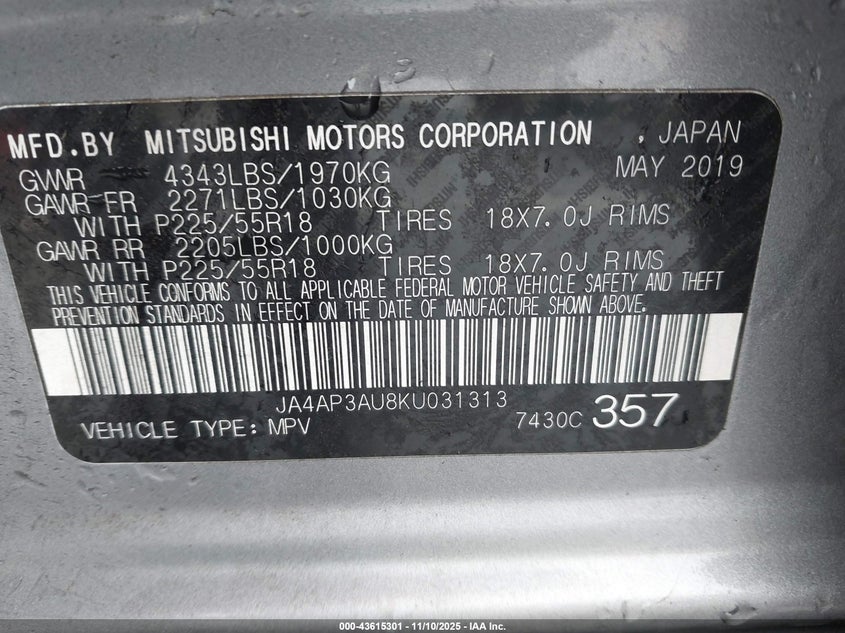 MFD.BY MITSUBISHI MOTORS CORPORATION , JAPAN
GVWR 4343LBS/1970KG MAY 2019
GAWR FR 2271LBS/1030KG
WITH P225/55R18 TIRES 18X7.0J RIMS
GAWR RR 2205LBS/1000KG
WITH P225/55R18 TIRES 18X7.0J RIMS
THIS VEHICLE CONFORMS TO ALL APPLICABLE FEDERAL MOTOR VEHICLE SAFETY AND THEFT
PREVENTION STANDARDS IN EFFECT ON THE DATE OF MANUFACTURE SHOWN ABOVE.
JA4AP3AU8KU031313
VEHICLE TYPE: MPV 7430C 357
000-43615301 - 11/10/2025 - IAA Inc.